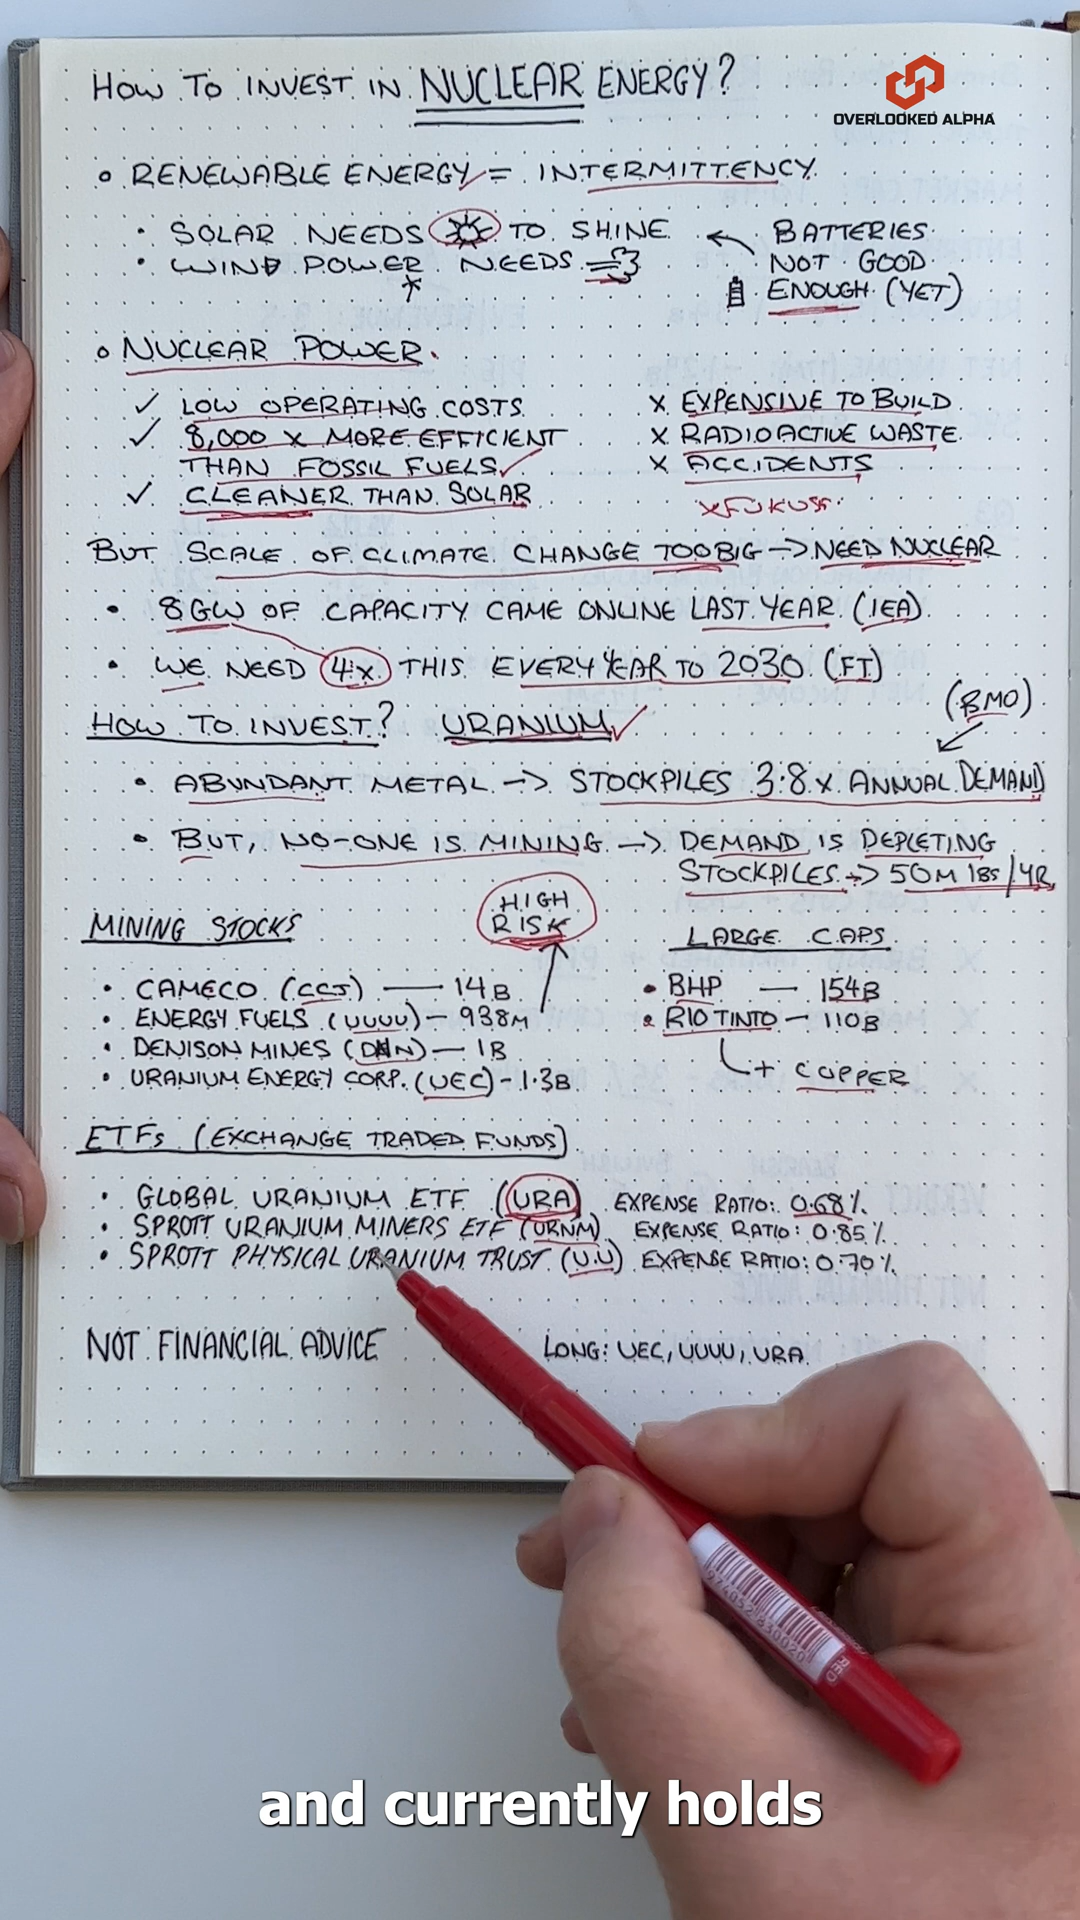 HOW TO INVEST IN NUCLEAR ENERGY?
OVERLOOKED ALPHA
RENEWABLE ENERGY = INTERMITTENCY
• SOLAR NEEDS TO SHINE
• WIND POWER NEEDS
BATTERIES
NOT GOOD
ENOUGH (YET)
NUCLEAR POWER
✓ LOW OPERATING COSTS
✓ 8,000 X MORE EFFICIENT
THAN FOSSIL FUELS
✓ CLEANER THAN SOLAR
X EXPENSIVE TO BUILD
X RADIOACTIVE WASTE
X ACCIDENTS
BUT SCALE OF CLIMATE CHANGE TOO BIG → NEED NUCLEAR
• 8GW OF CAPACITY CAME ONLINE LAST YEAR (IEA)
• WE NEED 4x THIS EVERY YEAR TO 2030 (FT)
HOW TO INVEST? URANIUM
(BMO)
• ABUNDANT METAL → STOCKPILES 3.8x ANNUAL DEMAND
• BUT, NO-ONE IS MINING → DEMAND IS DEPLETING
STOCKPILES → 50M lBs/YR
HIGH
RISK
MINING STOCKS
• CAMECO (CCJ) — 14B
• ENERGY FUELS (UUUU) — 938M
• DENISON MINES (DNN) — 1B
• URANIUM ENERGY CORP. (UEC) - 1.3B
LARGE CAPS
• BHP — 154B
• RIO TINTO — 110B
+ COPPER
ETFs (EXCHANGE TRADED FUNDS)
• GLOBAL URANIUM ETF (URA) EXPENSE RATIO: 0.68%
• SPROTT URANIUM MINERS ETF (URNM) EXPENSE RATIO: 0.85%
• SPROTT PHYSICAL URANIUM TRUST (U.U) EXPENSE RATIO: 0.70%
NOT FINANCIAL ADVICE
LONG: UEC, UUUU, URA
RED
and currently holds